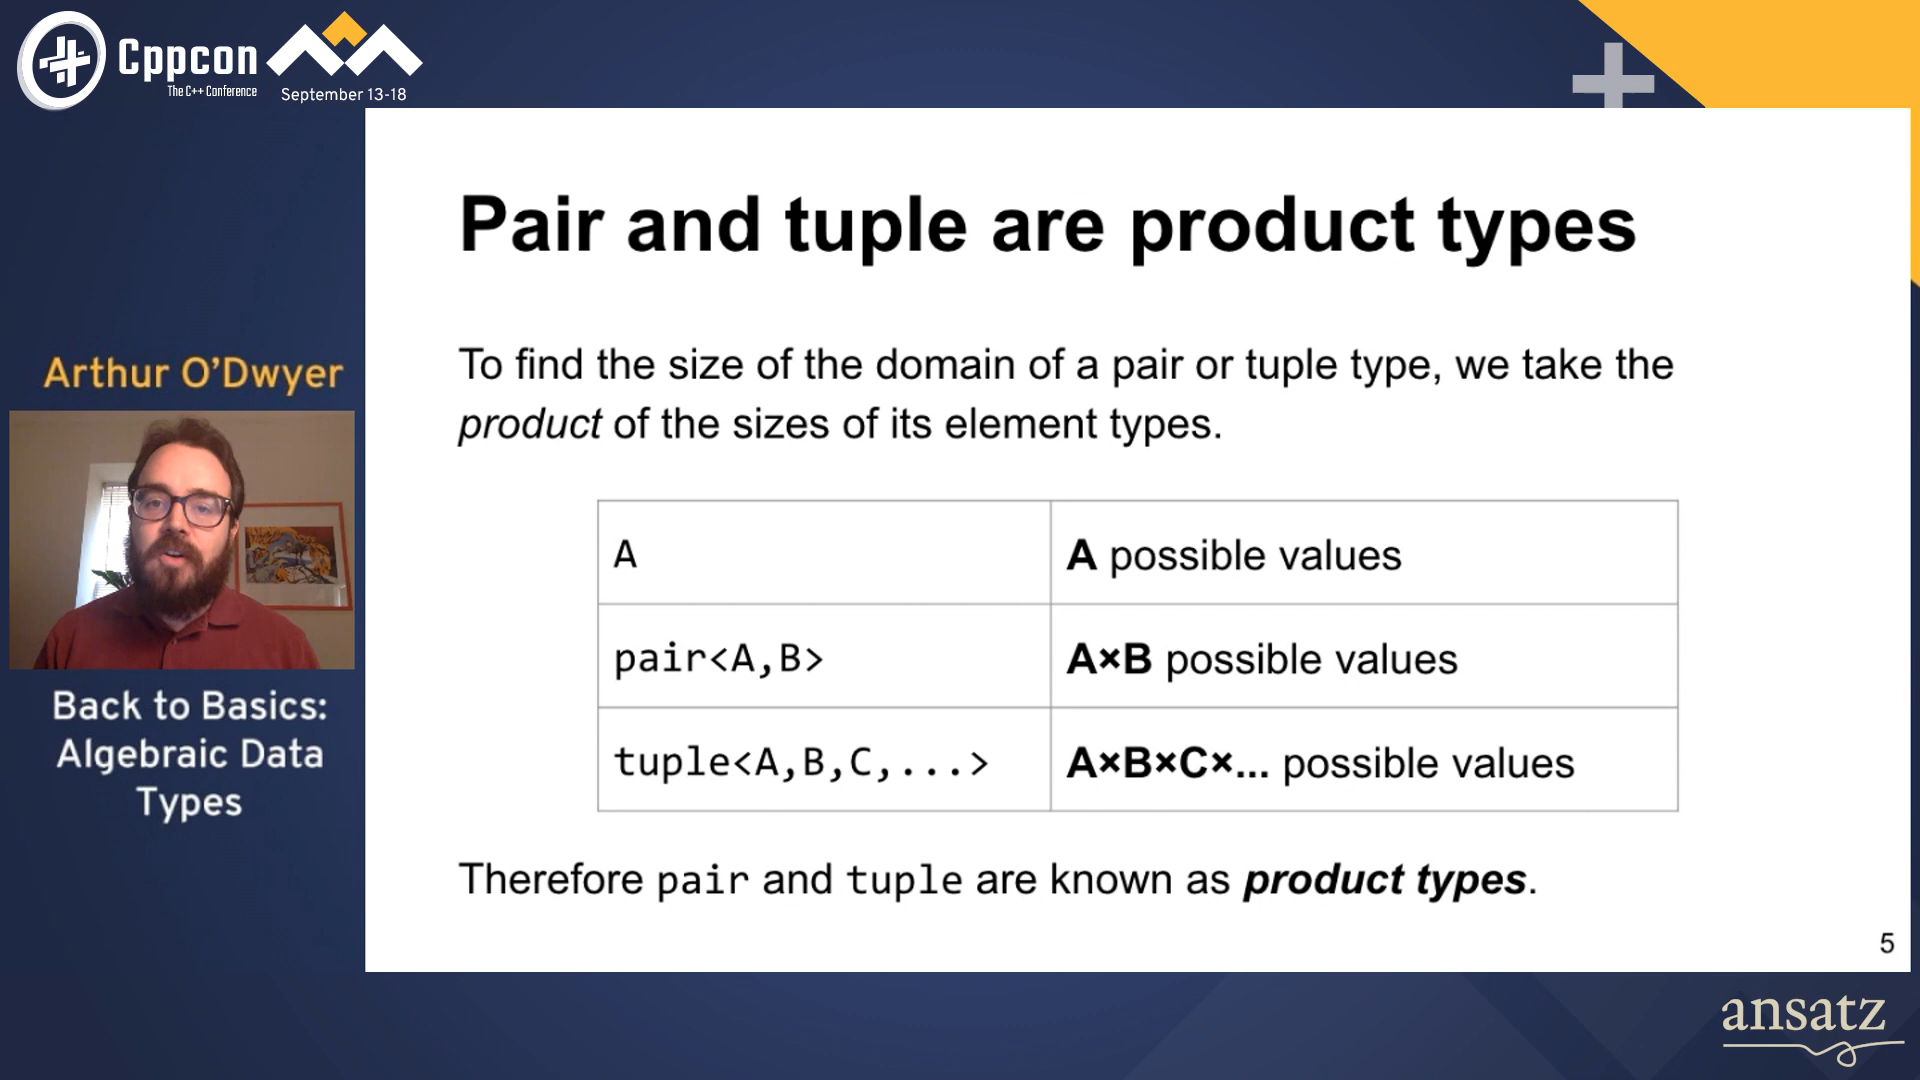 Cppcon
The C++ Conference
September 13-18
Arthur O'Dwyer
Back to Basics:
Algebraic Data
Types
Pair and tuple are product types
To find the size of the domain of a pair or tuple type, we take the
product of the sizes of its element types.
A
A possible values
pair<A,B>
A×B possible values
tuple<A,B,C,...>
A×B×C×... possible values
Therefore pair and tuple are known as product types.
5
ansatz